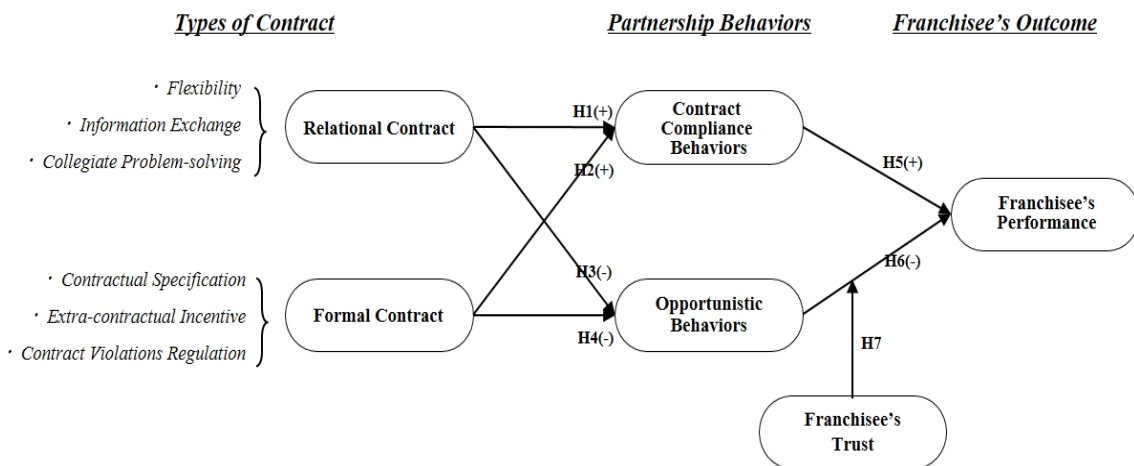 Types of Contract
Partnership Behaviors
Franchisee's Outcome
· Flexibility
· Information Exchange
· Collegiate Problem-solving
Relational Contract
H1(+)
H2(+)
Contract
Compliance
Behaviors
H5(+)
Franchisee's
Performance
· Contractual Specification
· Extra-contractual Incentive
· Contract Violations Regulation
Formal Contract
H3(-)
H4(-)
Opportunistic
Behaviors
H6(-)
H7
Franchisee's
Trust